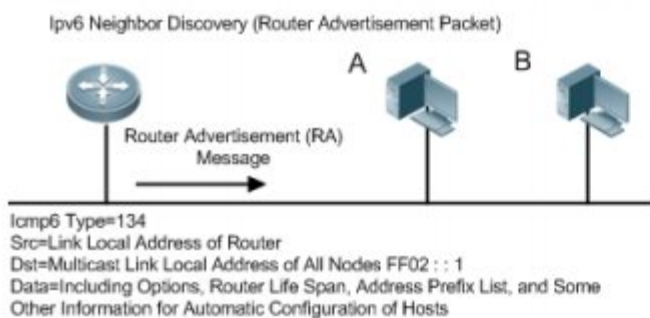 Ipv6 Neighbor Discovery (Router Advertisement Packet)
A
B
Router Advertisement (RA)
Message
Icmp6 Type=134
Src=Link Local Address of Router
Dst=Multicast Link Local Address of All Nodes FF02 : : 1
Data=Including Options, Router Life Span, Address Prefix List, and Some
Other Information for Automatic Configuration of Hosts